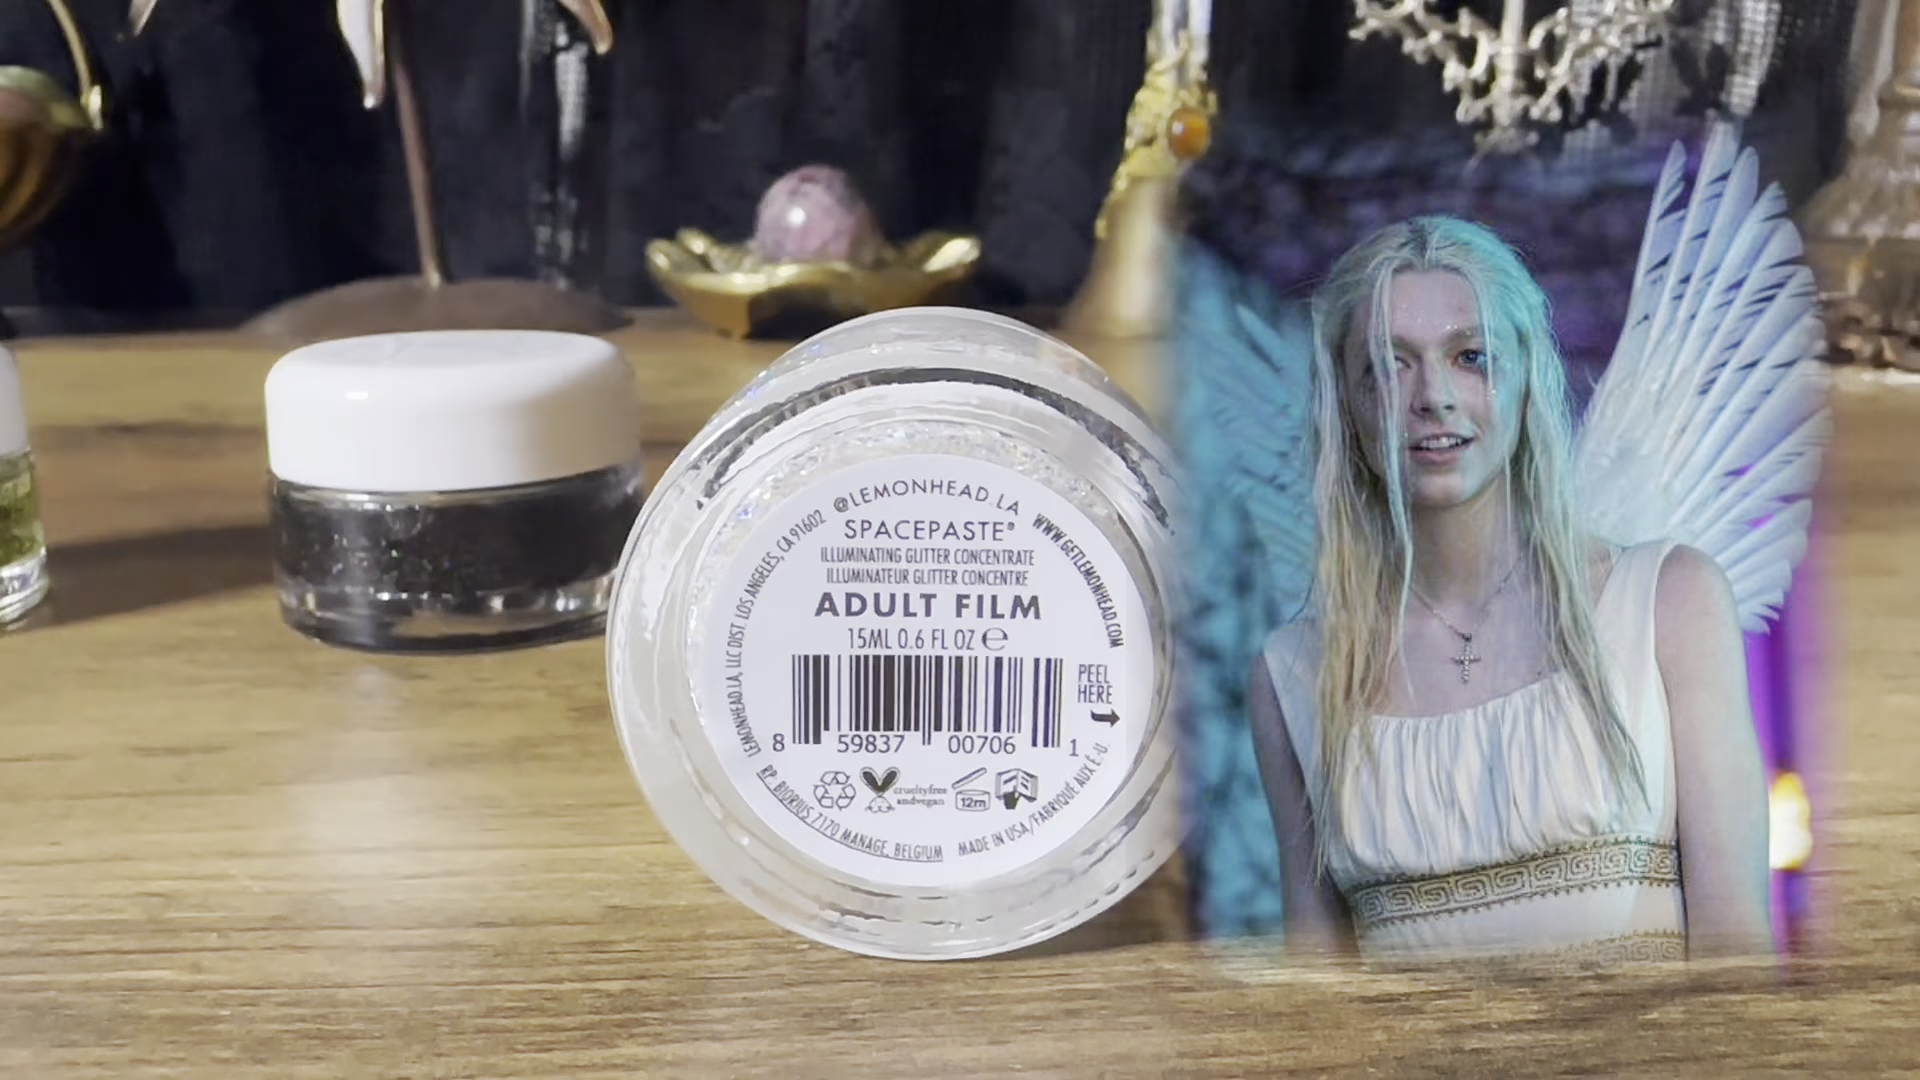 @LEMONHEAD.LA
SPACEPASTE®
ILLUMINATING GLITTER CONCENTRATE
ILLUMINATEUR GLITTER CONCENTRE
ADULT FILM
15ML 0.6 FL OZ ℮
PEEL
HERE
8 59837 00706 1
crueltyfree
andvegan
12m
LEMONHEAD.LA, LLC DIST. LOS ANGELES, CA 91602
WWW.GETLEMONHEAD.COM
RP: BIORIUS 7170 MANAGE, BELGIUM
MADE IN USA/FABRIQUÉ AUX É.-U.